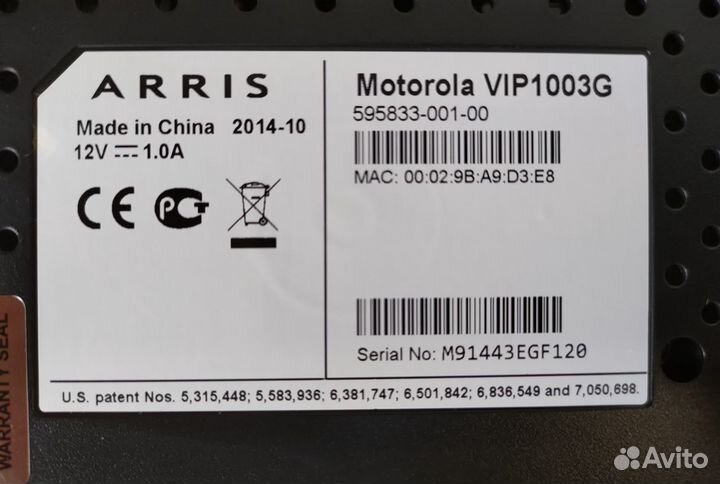 ARRIS
Made in China 2014-10
12V 1.0A
CE PCT
Motorola VIP1003G
595833-001-00
MAC: 00:02:9B:A9:D3:E8
Serial No: M91443EGF120
U.S. patent Nos. 5,315,448; 5,583,936; 6,381,747; 6,501,842; 6,836,549 and 7,050,698.
WARRANTY SEAL
Avito